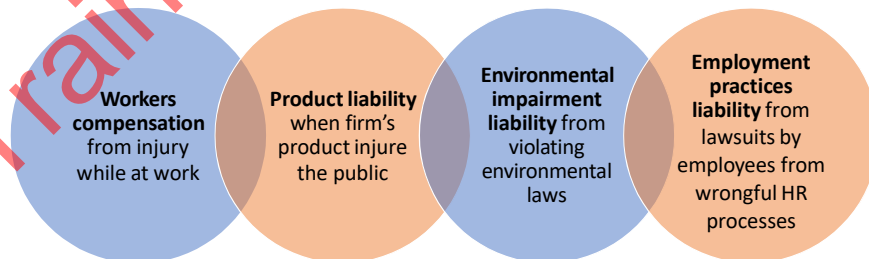 Workers
compensation
from injury
while at work
Product liability
when firm's
product injure
the public
Environmental
impairment
liability from
violating
environmental
laws
Employment
practices
liability from
lawsuits by
employees from
wrongful HR
processes